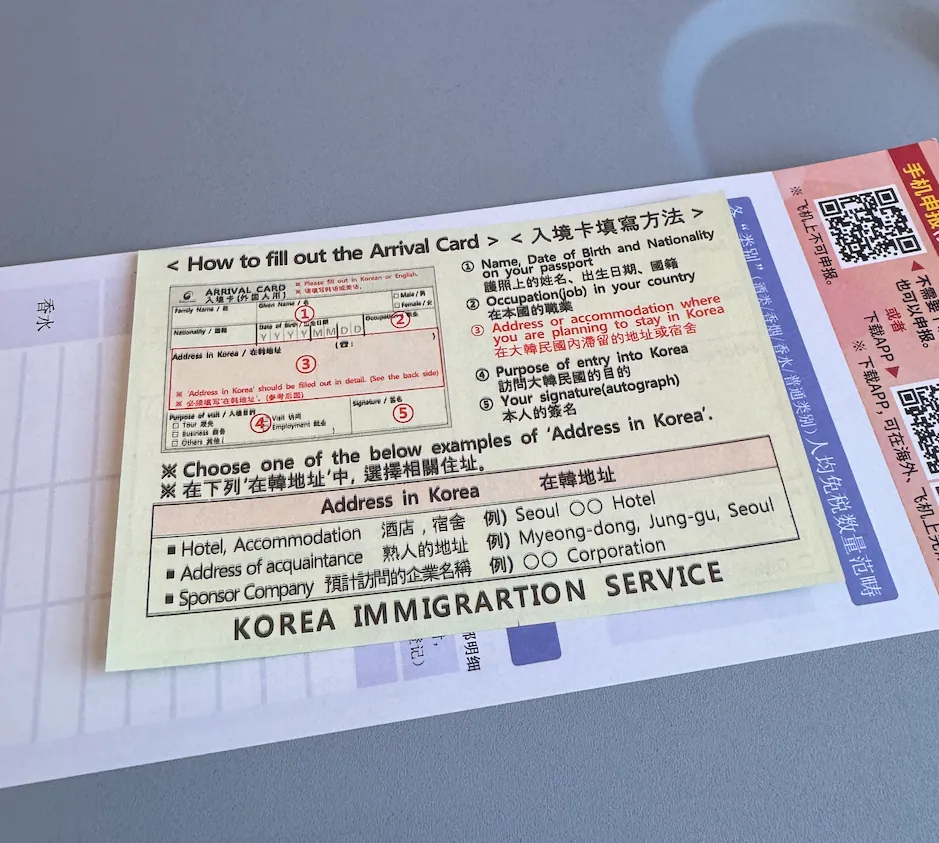 < How to fill out the Arrival Card > < 入境卡填寫方法 >
ARRIVAL CARD
入境卡(外国人用)
※ Please fill out in Korean or English.
※ 请填写韩语或英语。
Family Name / 姓
Given Name / 名
①
□ Male / 男
□ Female / 女
Nationality / 国籍
Date of Birth / 出生日期
YYYYMMDD
②
Address in Korea / 在韩地址
(☎: )
③
※ 'Address in Korea' should be filled out in detail. (See the back side)
※ 必须填写'在韩地址'。(参考后面)
Purpose of visit / 入境目的
□ Tour 观光
□ Business 商务
□ Others 其他 ( )
④
Visit 访问
Employment 就业
Signature / 签名
⑤
① Name, Date of Birth and Nationality
on your passport
護照上的姓名、出生日期、國籍
② Occupation(job) in your country
在本國的職業
③ Address or accommodation where
you are planning to stay in Korea
在大韓民國內滯留的地址或宿舍
④ Purpose of entry into Korea
訪問大韓民國的目的
⑤ Your signature(autograph)
本人的簽名
※ Choose one of the below examples of 'Address in Korea'.
※ 在下列'在韓地址'中, 選擇相關住址。
Address in Korea 在韓地址
▪ Hotel, Accommodation 酒店 , 宿舍 例) Seoul ○○ Hotel
▪ Address of acquaintance 熟人的地址 例) Myeong-dong, Jung-gu, Seoul
▪ Sponsor Company 預計訪問的企業名稱 例) ○○ Corporation
KOREA IMMIGRARTION SERVICE
香水
"类别" (酒类/香烟/香水/普通类别) 人均免税数量范畴
手机申报
※ 飞机上不可申报。
◀ 不需要
也可以申报。
或者
下载APP ▶
※ 下载APP, 可在海外、
明细